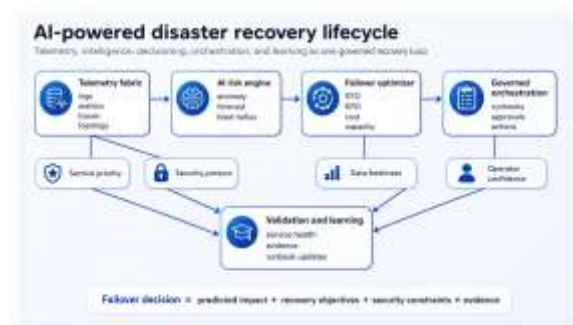 AI-powered disaster recovery lifecycle
Telemetry, intelligence, decisioning, orchestration, and learning as one governed recovery loop
Telemetry fabric
logs
metrics
traces
topology
AI risk engine
anomaly
forecast
blast radius
Failover optimizer
RTO
RPO
cost
capacity
Governed
orchestration
runbooks
approvals
actions
Service priority
Security posture
Data freshness
Operator
confidence
Validation and learning
service health
evidence
runbook updates
Failover decision = predicted impact + recovery objectives + security constraints + evidence